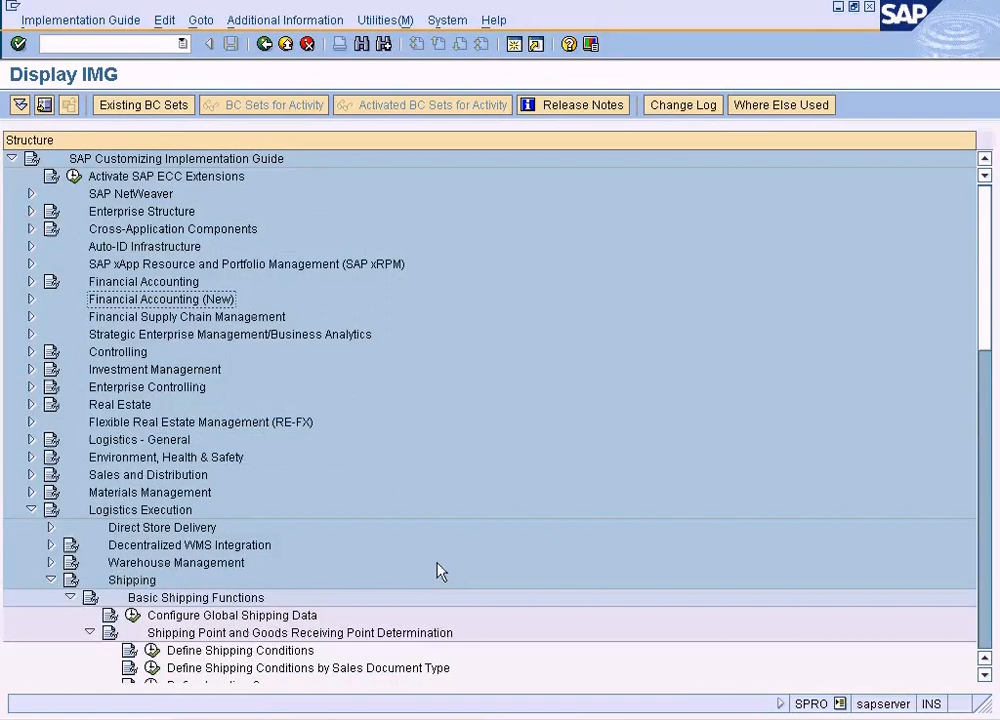 Implementation Guide Edit Goto Additional Information Utilities(M) System Help
SAP
Display IMG
Existing BC Sets BC Sets for Activity Activated BC Sets for Activity Release Notes Change Log Where Else Used
Structure
SAP Customizing Implementation Guide
Activate SAP ECC Extensions
SAP NetWeaver
Enterprise Structure
Cross-Application Components
Auto-ID Infrastructure
SAP xApp Resource and Portfolio Management (SAP xRPM)
Financial Accounting
Financial Accounting (New)
Financial Supply Chain Management
Strategic Enterprise Management/Business Analytics
Controlling
Investment Management
Enterprise Controlling
Real Estate
Flexible Real Estate Management (RE-FX)
Logistics - General
Environment, Health & Safety
Sales and Distribution
Materials Management
Logistics Execution
Direct Store Delivery
Decentralized WMS Integration
Warehouse Management
Shipping
Basic Shipping Functions
Configure Global Shipping Data
Shipping Point and Goods Receiving Point Determination
Define Shipping Conditions
Define Shipping Conditions by Sales Document Type
SPRO sapserver INS